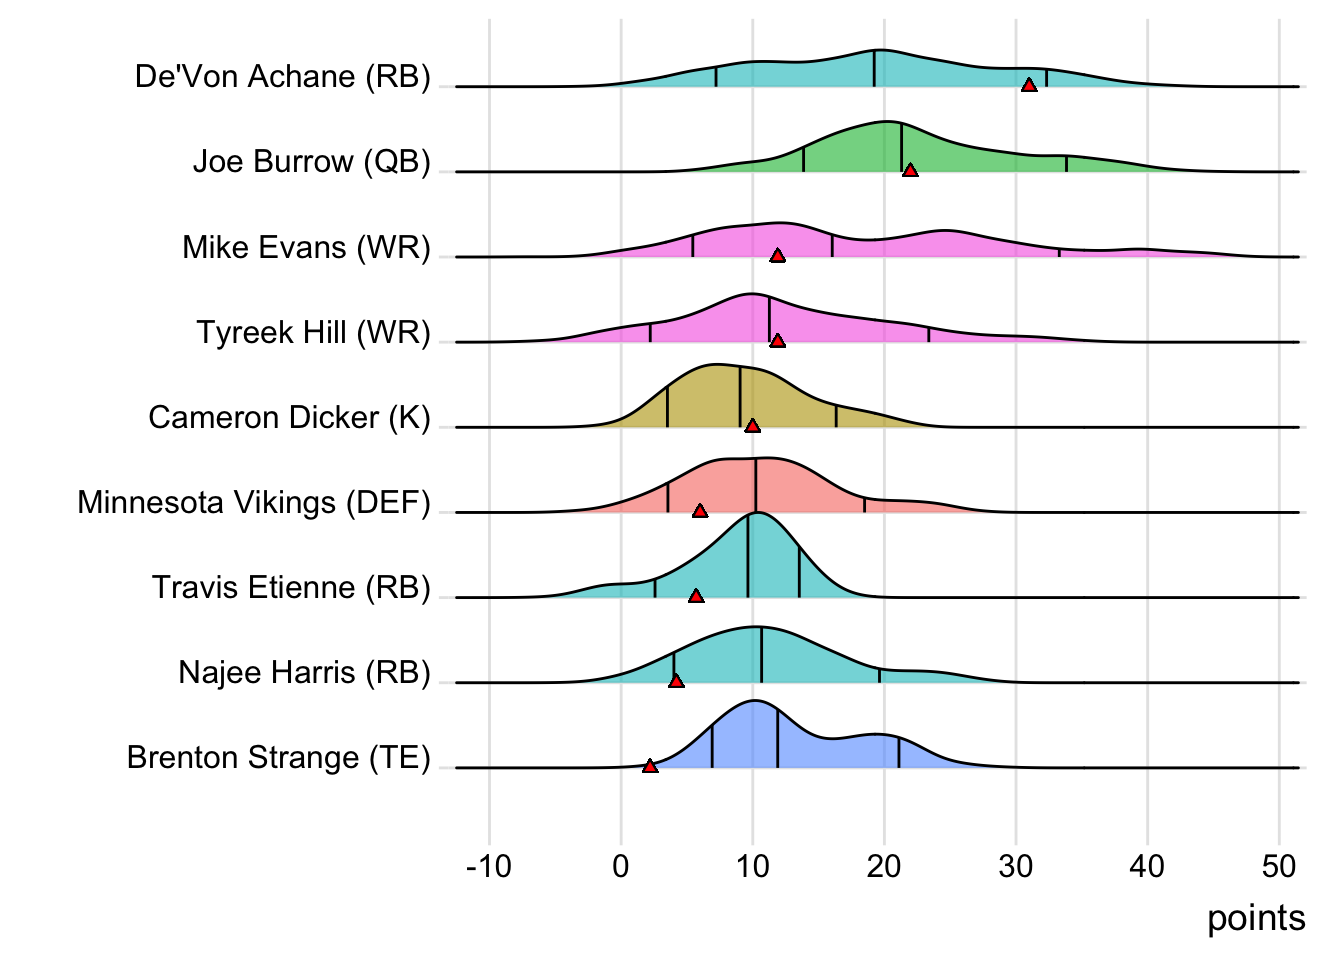 De'Von Achane (RB)
Joe Burrow (QB)
Mike Evans (WR)
Tyreek Hill (WR)
Cameron Dicker (K)
Minnesota Vikings (DEF)
Travis Etienne (RB)
Najee Harris (RB)
Brenton Strange (TE)
-10 0 10 20 30 40 50
points